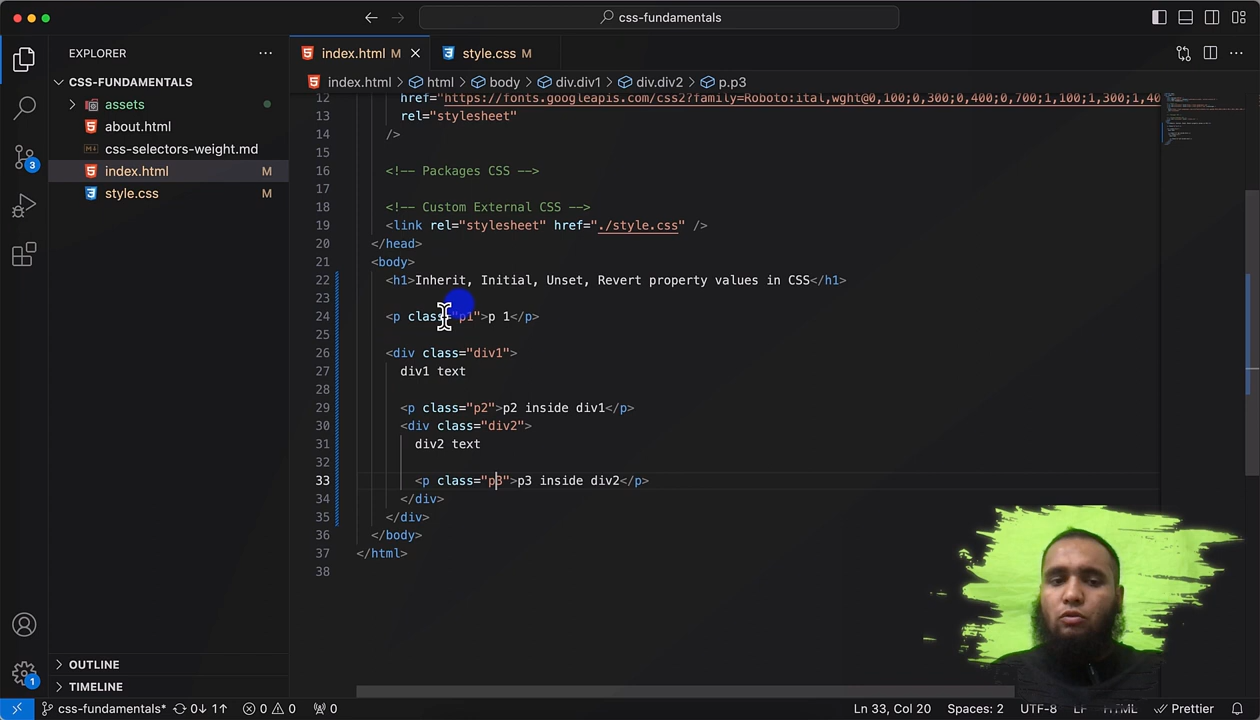 css-fundamentals
EXPLORER
CSS-FUNDAMENTALS
assets
about.html
css-selectors-weight.md
index.html M
style.css M
OUTLINE
TIMELINE
index.html M
style.css M
index.html > html > body > div.div1 > div.div2 > p.p3
12 href="https://fonts.googleapis.com/css2?family=Roboto:ital,wght@0,100;0,300;0,400;0,700;1,100;1,300;1,40
13 rel="stylesheet"
14 />
15
16 <!-- Packages CSS -->
17
18 <!-- Custom External CSS -->
19 <link rel="stylesheet" href="./style.css" />
20 </head>
21 <body>
22 <h1>Inherit, Initial, Unset, Revert property values in CSS</h1>
23
24 <p class="p1">p 1</p>
25
26 <div class="div1">
27 div1 text
28
29 <p class="p2">p2 inside div1</p>
30 <div class="div2">
31 div2 text
32
33 <p class="p3">p3 inside div2</p>
34 </div>
35 </div>
36 </body>
37 </html>
38
3
1
css-fundamentals* 0↓ 1↑ 0 0 0
Ln 33, Col 20 Spaces: 2 UTF-8 LF HTML Prettier